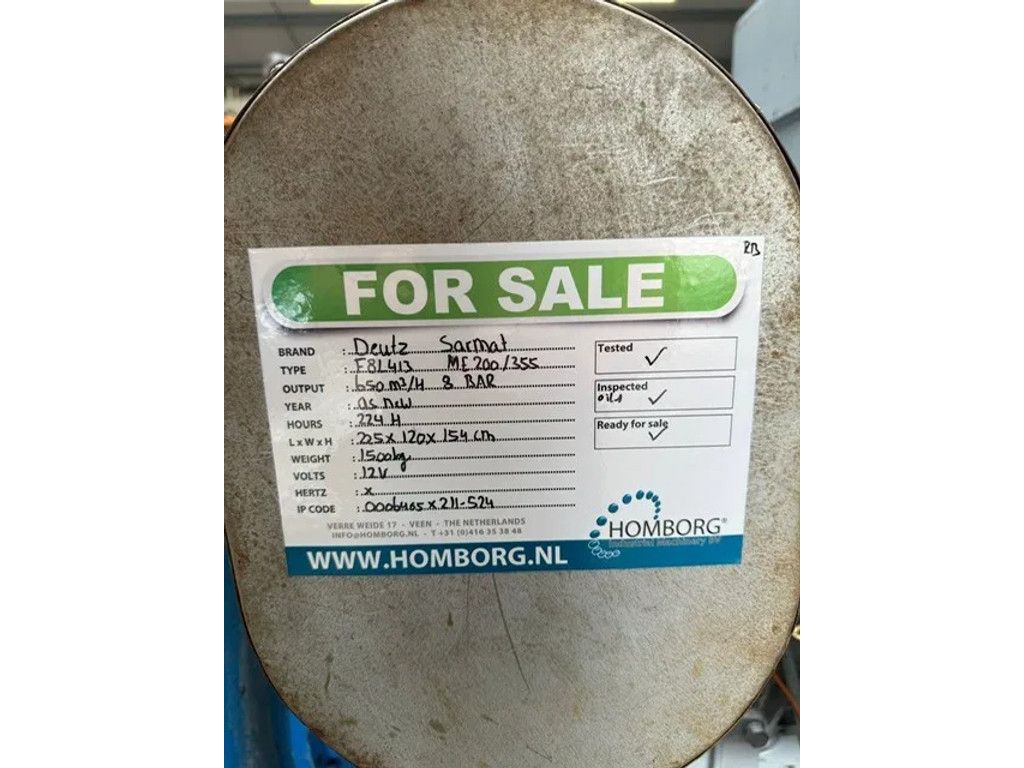 RB
FOR SALE
BRAND : Deutz Sarmat
TYPE : F8L413 ME200/355
OUTPUT : 650 m³/H 8 BAR
YEAR : as new
HOURS : 224 H
L x W x H : 225 x 120 x 154 cm
WEIGHT : 1500kg
VOLTS : 12V
HERTZ : x
IP CODE : 0006405 x 211-524
Tested ✓
Inspected ✓
Ready for sale ✓
VERRE WEIDE 17 - VEEN - THE NETHERLANDS
INFO@HOMBORG.NL - T +31 (0)416 35 38 48
HOMBORG®
Industrial Machinery BV
WWW.HOMBORG.NL